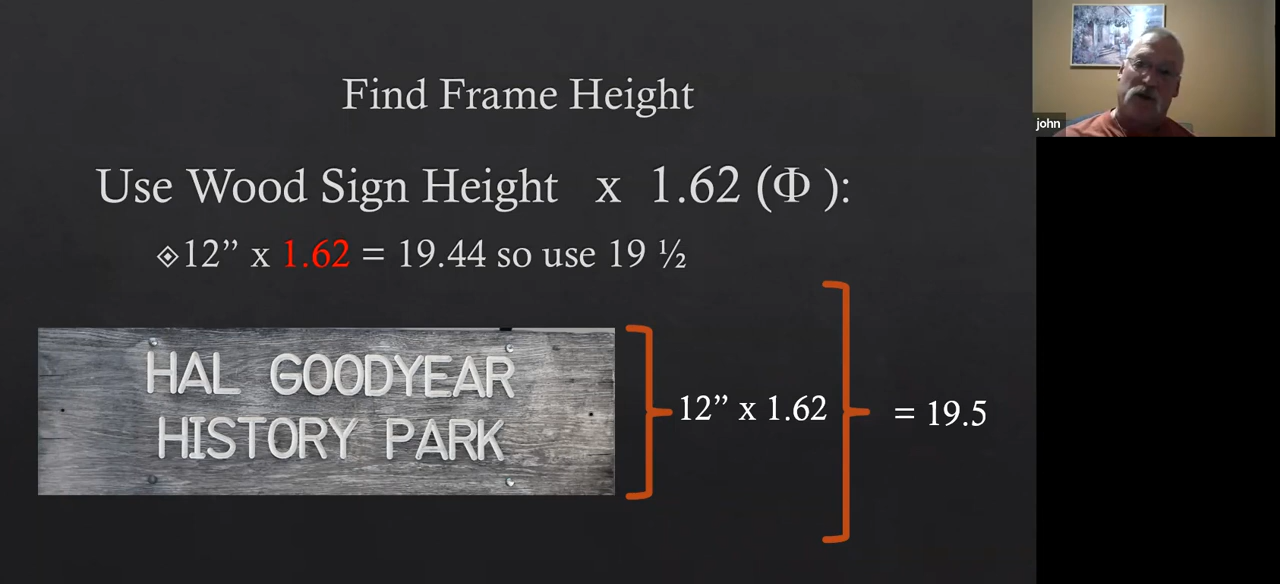 Find Frame Height
Use Wood Sign Height x 1.62 (Φ ):
12” x 1.62 = 19.44 so use 19 ½
HAL GOODYEAR
HISTORY PARK
12” x 1.62
= 19.5
john